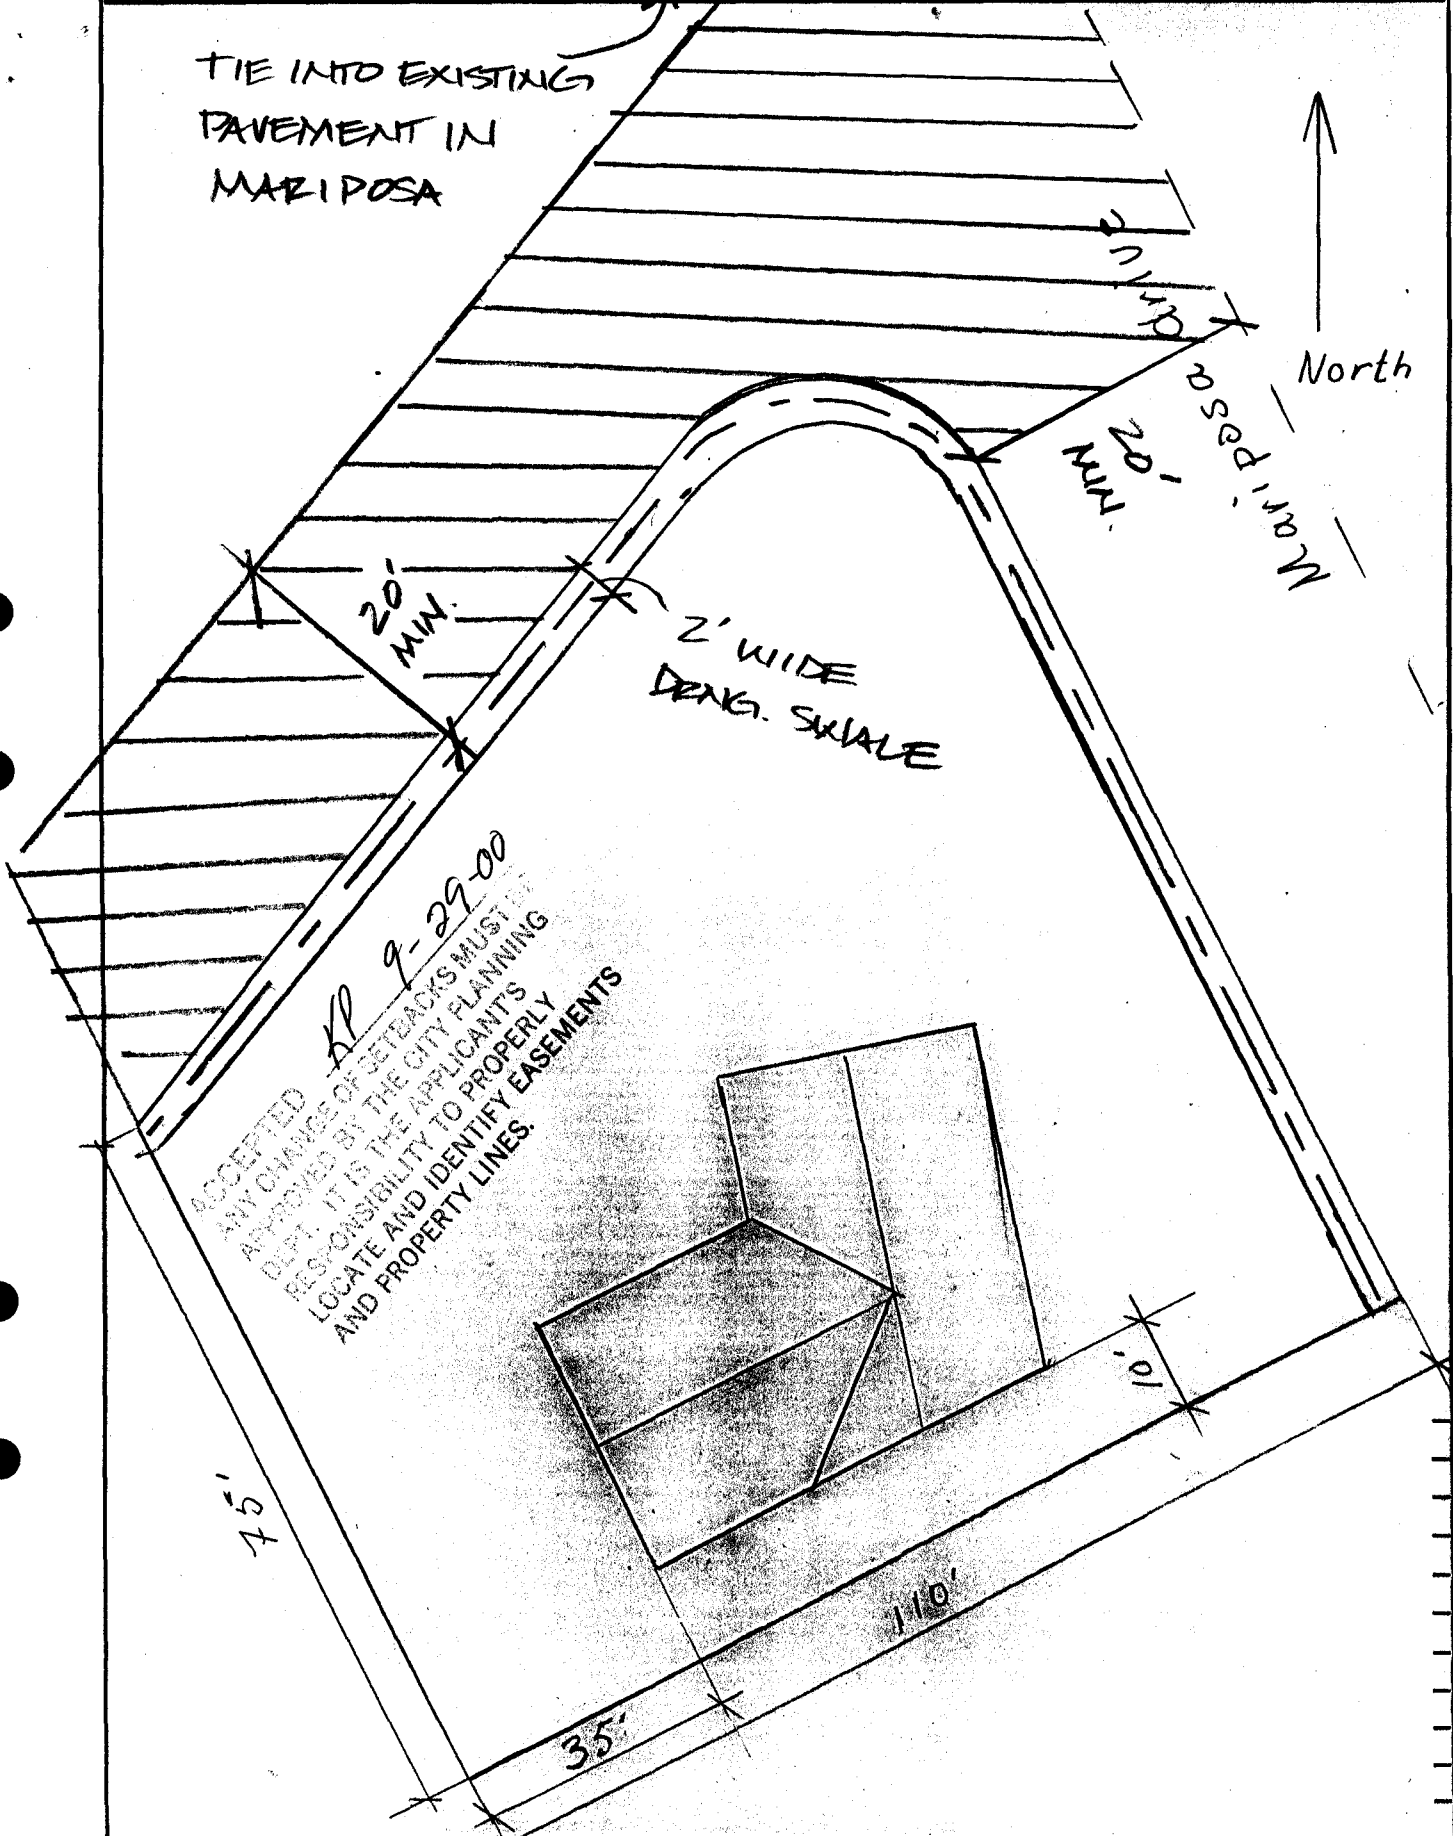 TIE INTO EXISTING
PAVEMENT IN
MARIPOSA
North
Mariposa drive
20'
MIN.
20'
MIN.
2' WIDE
DRNG. SWALE
KP 9-29-00
ACCEPTED
ANY CHANGE OF SETBACKS MUST BE
APPROVED BY THE CITY PLANNING
DEPT. IT IS THE APPLICANT'S
RESPONSIBILITY TO PROPERLY
LOCATE AND IDENTIFY EASEMENTS
AND PROPERTY LINES.
10'
75'
110'
35'